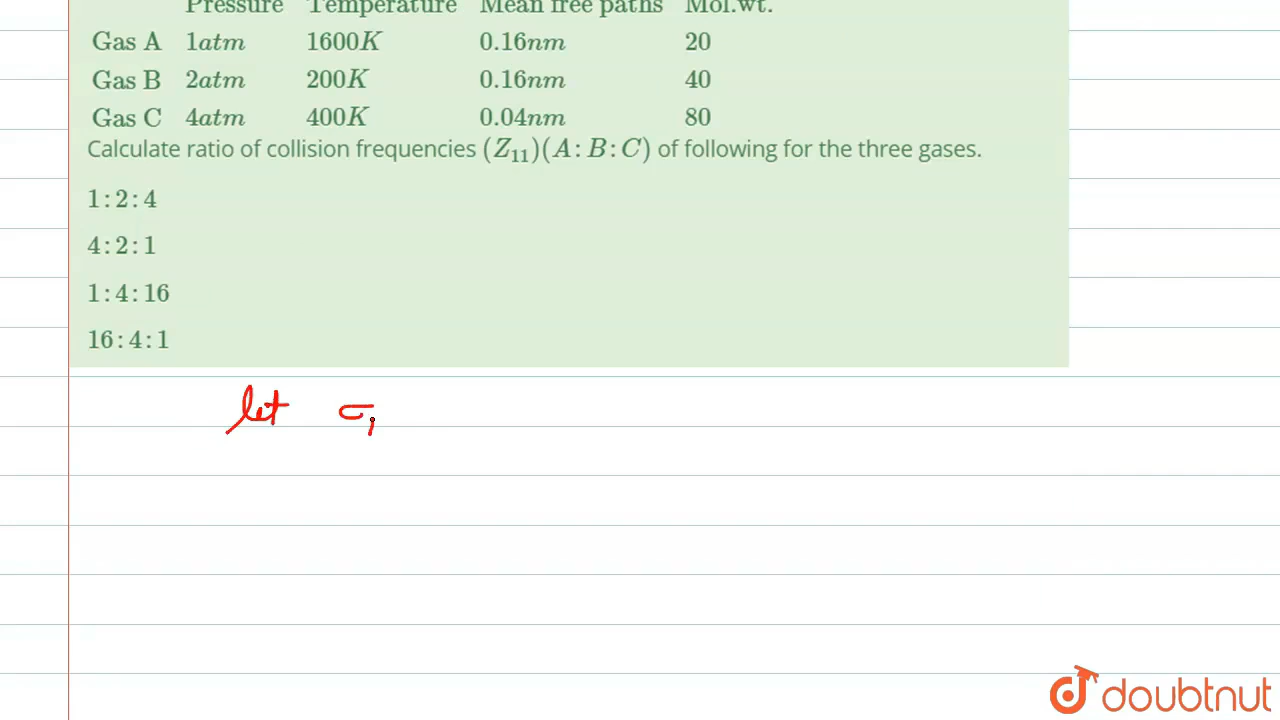 Pressure Temperature Mean free paths Mol.wt.
Gas A 1atm 1600K 0.16nm 20
Gas B 2atm 200K 0.16nm 40
Gas C 4atm 400K 0.04nm 80
Calculate ratio of collision frequencies (Z₁₁)(A:B:C) of following for the three gases.
1:2:4
4:2:1
1:4:16
16:4:1
let σ₁
doubtnut